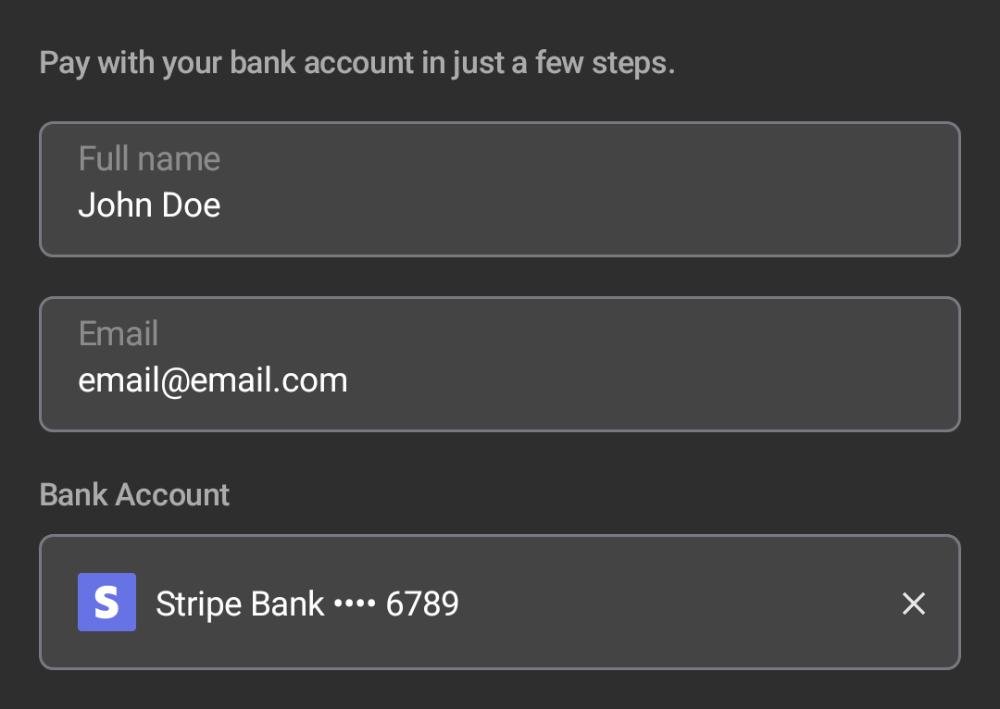 Pay with your bank account in just a few steps.
Full name
John Doe
Email
email@email.com
Bank Account
S Stripe Bank •••• 6789